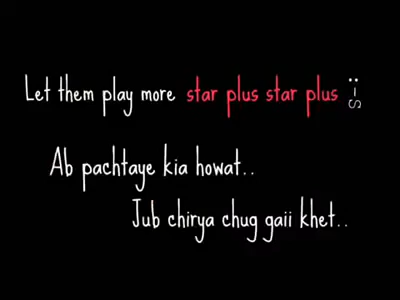 Let them play more star plus star plus :-S
Ab pachtaye kia howat..
Jub chirya chug gaii khet..